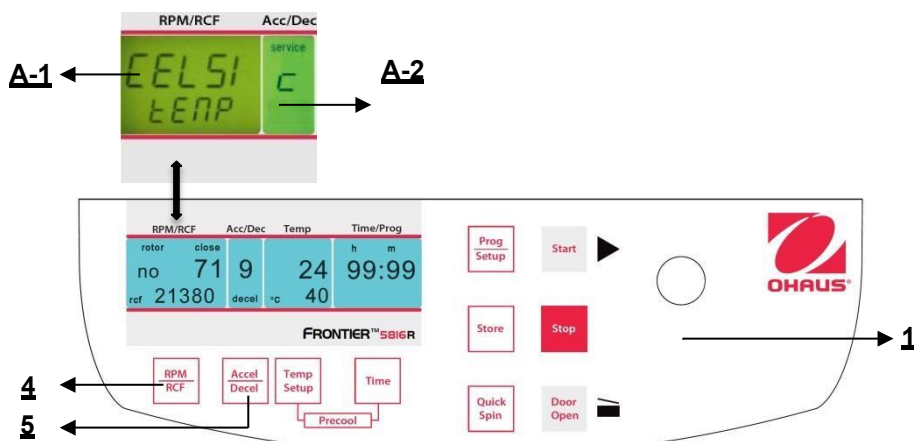 RPM/RCF Acc/Dec
service
CELSI C
tEMP
A-1
A-2
RPM/RCF Acc/Dec Temp Time/Prog
rotor close h m
no 71 9 24 99:99
rcf 21380 decel °C 40
FRONTIER™ 5816R
RPM
RCF
Accel
Decel
Temp
Setup
Time
Precool
4
5
Prog
Setup
Start
Store
Stop
Quick
Spin
Door
Open
OHAUS®
1